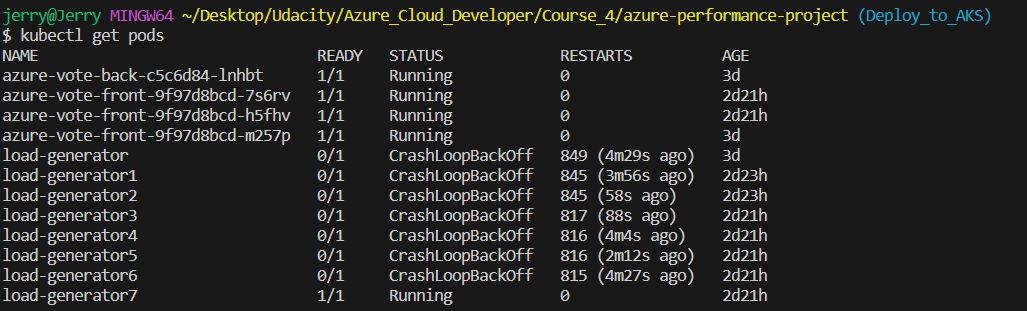 jerry@Jerry MINGW64 ~/Desktop/Udacity/Azure_Cloud_Developer/Course_4/azure-performance-project (Deploy_to_AKS)
$ kubectl get pods
NAME READY STATUS RESTARTS AGE
azure-vote-back-c5c6d84-lnhbt 1/1 Running 0 3d
azure-vote-front-9f97d8bcd-7s6rv 1/1 Running 0 2d21h
azure-vote-front-9f97d8bcd-h5fhv 1/1 Running 0 2d21h
azure-vote-front-9f97d8bcd-m257p 1/1 Running 0 3d
load-generator 0/1 CrashLoopBackOff 849 (4m29s ago) 3d
load-generator1 0/1 CrashLoopBackOff 845 (3m56s ago) 2d23h
load-generator2 0/1 CrashLoopBackOff 845 (58s ago) 2d23h
load-generator3 0/1 CrashLoopBackOff 817 (88s ago) 2d21h
load-generator4 0/1 CrashLoopBackOff 816 (4m4s ago) 2d21h
load-generator5 0/1 CrashLoopBackOff 816 (2m12s ago) 2d21h
load-generator6 0/1 CrashLoopBackOff 815 (4m27s ago) 2d21h
load-generator7 1/1 Running 0 2d21h